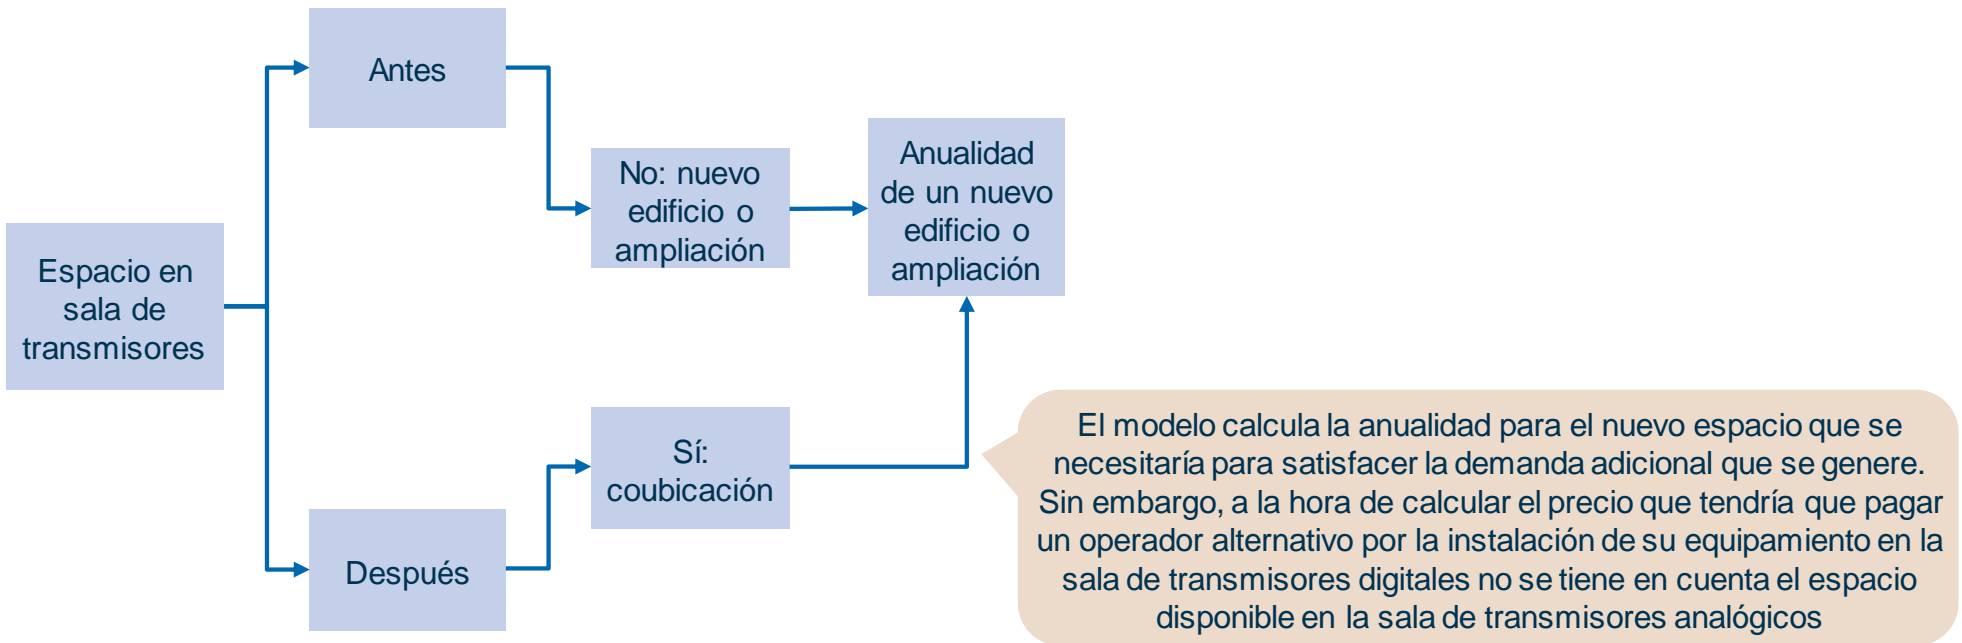 Antes
No: nuevo
edificio o
ampliación
Anualidad
de un nuevo
edificio o
ampliación
Espacio en
sala de
transmisores
Sí:
coubicación
Después
El modelo calcula la anualidad para el nuevo espacio que se
necesitaría para satisfacer la demanda adicional que se genere.
Sin embargo, a la hora de calcular el precio que tendría que pagar
un operador alternativo por la instalación de su equipamiento en la
sala de transmisores digitales no se tiene en cuenta el espacio
disponible en la sala de transmisores analógicos